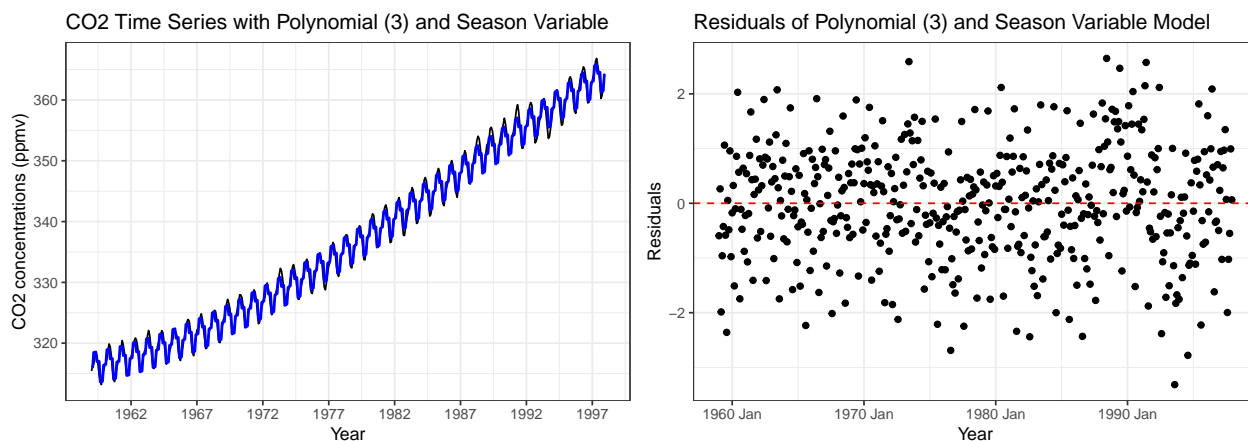 CO2 Time Series with Polynomial (3) and Season Variable
CO2 concentrations (ppmv)
360
350
340
330
320
1962 1967 1972 1977 1982 1987 1992 1997
Year
Residuals of Polynomial (3) and Season Variable Model
Residuals
2
0
−2
1960 Jan 1970 Jan 1980 Jan 1990 Jan
Year